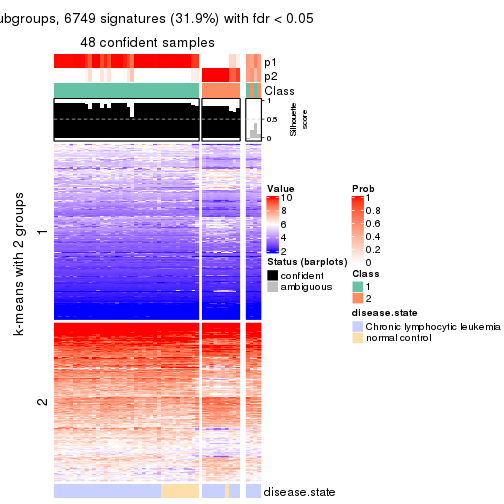 ubgroups, 6749 signatures (31.9%) with fdr < 0.05
48 confident samples
p1
p2
Class
1
0.5
0
Silhouette
score
k-means with 2 groups
1
2
Value
10
8
6
4
2
Prob
1
0.8
0.6
0.4
0.2
0
Status (barplots)
confident
ambiguous
Class
1
2
disease.state
Chronic lymphocytic leukemia
normal control
disease.state